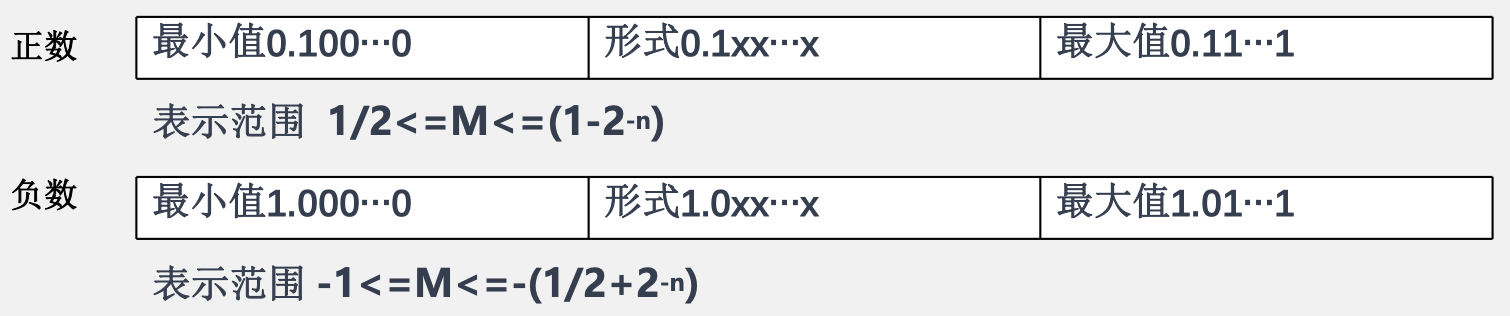 正数 最小值0.100…0 形式0.1xx…x 最大值0.11…1
表示范围 1/2<=M<=(1-2-n)
负数 最小值1.000…0 形式1.0xx…x 最大值1.01…1
表示范围 -1<=M<=-(1/2+2-n)